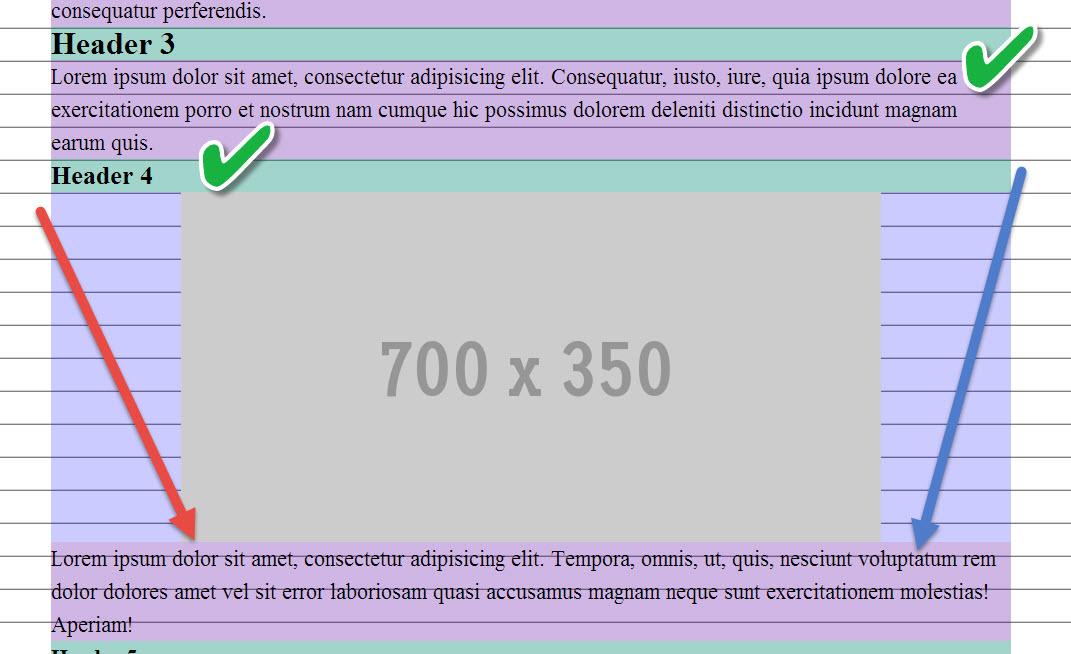 consequatur perferendis.
Header 3
Lorem ipsum dolor sit amet, consectetur adipisicing elit. Consequatur, iusto, iure, quia ipsum dolore ea
exercitationem porro et nostrum nam cumque hic possimus dolorem deleniti distinctio incidunt magnam
earum quis.
Header 4
700 x 350
Lorem ipsum dolor sit amet, consectetur adipisicing elit. Tempora, omnis, ut, quis, nesciunt voluptatum rem
dolor dolores amet vel sit error laboriosam quasi accusamus magnam neque sunt exercitationem molestias!
Aperiam!
Header 5